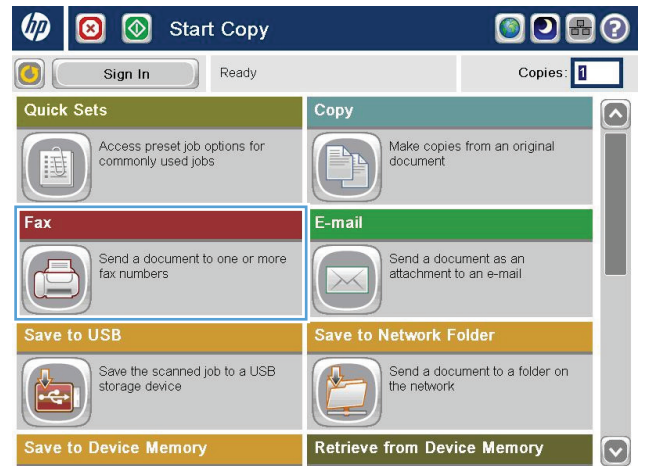 hp
Start Copy
?
Sign In
Ready
Copies: 1
Quick Sets
Access preset job options for
commonly used jobs
Copy
Make copies from an original
document
Fax
Send a document to one or more
fax numbers
E-mail
Send a document as an
attachment to an e-mail
Save to USB
Save the scanned job to a USB
storage device
Save to Network Folder
Send a document to a folder on
the network
Save to Device Memory
Retrieve from Device Memory